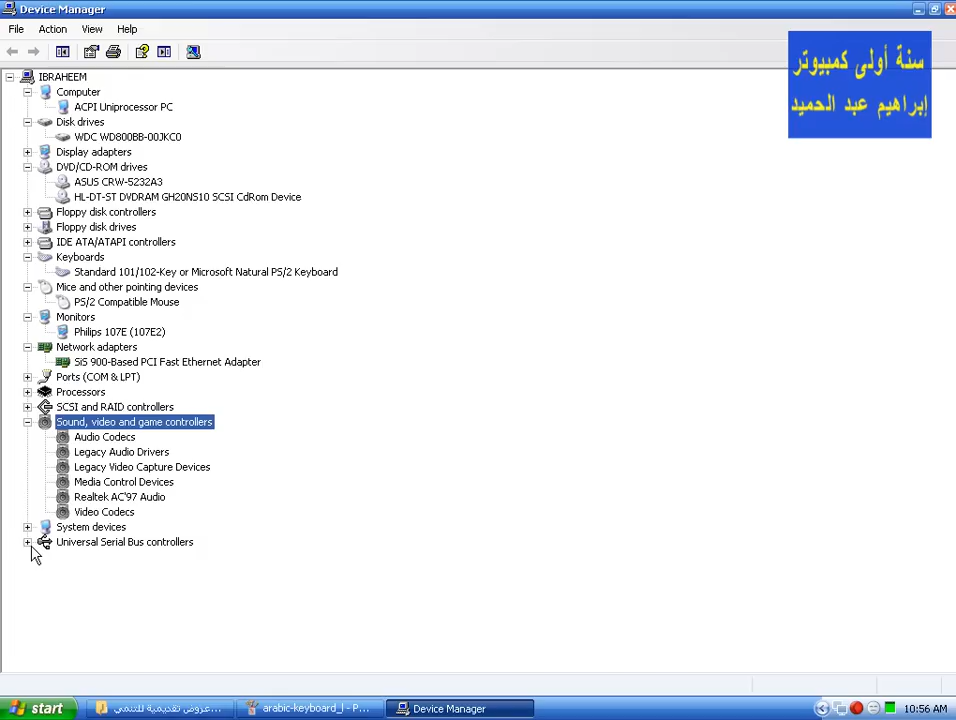 Device Manager
File Action View Help
سنة أولى كمبيوتر
إبراهيم عبد الحميد
IBRAHEEM
Computer
ACPI Uniprocessor PC
Disk drives
WDC WD800BB-00JKC0
Display adapters
DVD/CD-ROM drives
ASUS CRW-5232A3
HL-DT-ST DVDRAM GH20NS10 SCSI CdRom Device
Floppy disk controllers
Floppy disk drives
IDE ATA/ATAPI controllers
Keyboards
Standard 101/102-Key or Microsoft Natural PS/2 Keyboard
Mice and other pointing devices
PS/2 Compatible Mouse
Monitors
Philips 107E (107E2)
Network adapters
SiS 900-Based PCI Fast Ethernet Adapter
Ports (COM & LPT)
Processors
SCSI and RAID controllers
Sound, video and game controllers
Audio Codecs
Legacy Audio Drivers
Legacy Video Capture Devices
Media Control Devices
Realtek AC'97 Audio
Video Codecs
System devices
Universal Serial Bus controllers
start عروض تقديمية للتنمي... arabic-keyboard_J - P... Device Manager 10:56 AM